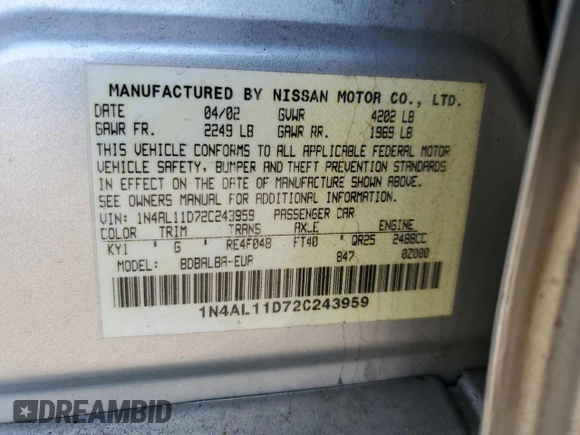 MANUFACTURED BY NISSAN MOTOR CO., LTD.
DATE 04/02 GVWR 4202 LB
GAWR FR. 2249 LB GAWR RR. 1969 LB
THIS VEHICLE CONFORMS TO ALL APPLICABLE FEDERAL MOTOR
VEHICLE SAFETY, BUMPER AND THEFT PREVENTION STANDARDS
IN EFFECT ON THE DATE OF MANUFACTURE SHOWN ABOVE.
SEE OWNERS MANUAL FOR ADDITIONAL INFORMATION.
VIN: 1N4AL11D72C243959 PASSENGER CAR
COLOR TRIM TRANS AXLE ENGINE
KY1 G RE4F04B FT40 QR25 2488CC
MODEL: BDBALBA-EUA B47 0Z000
1N4AL11D72C243959
DREAMBID